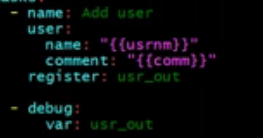 - name: Add user
  user:
    name: "{{usrnm}}"
    comment: "{{comm}}"
  register: usr_out

- debug:
    var: usr_out